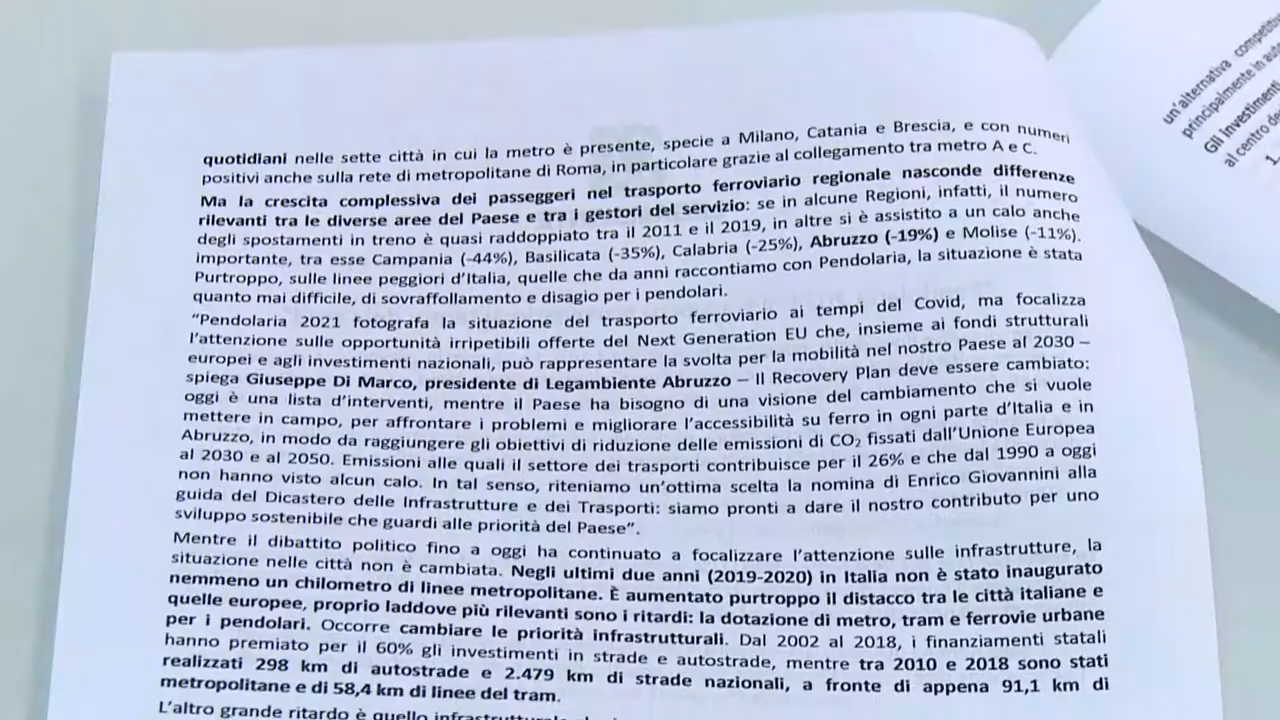 quotidiani nelle sette città in cui la metro è presente, specie a Milano, Catania e Brescia, e con numeri
positivi anche sulla rete di metropolitane di Roma, in particolare grazie al collegamento tra metro A e C.
Ma la crescita complessiva dei passeggeri nel trasporto ferroviario regionale nasconde differenze
rilevanti tra le diverse aree del Paese e tra i gestori del servizio: se in alcune Regioni, infatti, il numero
degli spostamenti in treno è quasi raddoppiato tra il 2011 e il 2019, in altre si è assistito a un calo anche
importante, tra esse Campania (-44%), Basilicata (-35%), Calabria (-25%), Abruzzo (-19%) e Molise (-11%).
Purtroppo, sulle linee peggiori d'Italia, quelle che da anni raccontiamo con Pendolaria, la situazione è stata
quanto mai difficile, di sovraffollamento e disagio per i pendolari.
"Pendolaria 2021 fotografa la situazione del trasporto ferroviario ai tempi del Covid, ma focalizza
l'attenzione sulle opportunità irripetibili offerte del Next Generation EU che, insieme ai fondi strutturali
europei e agli investimenti nazionali, può rappresentare la svolta per la mobilità nel nostro Paese al 2030 –
spiega Giuseppe Di Marco, presidente di Legambiente Abruzzo – Il Recovery Plan deve essere cambiato:
oggi è una lista d'interventi, mentre il Paese ha bisogno di una visione del cambiamento che si vuole
mettere in campo, per affrontare i problemi e migliorare l'accessibilità su ferro in ogni parte d'Italia e in
Abruzzo, in modo da raggiungere gli obiettivi di riduzione delle emissioni di CO₂ fissati dall'Unione Europea
al 2030 e al 2050. Emissioni alle quali il settore dei trasporti contribuisce per il 26% e che dal 1990 a oggi
non hanno visto alcun calo. In tal senso, riteniamo un'ottima scelta la nomina di Enrico Giovannini alla
guida del Dicastero delle Infrastrutture e dei Trasporti: siamo pronti a dare il nostro contributo per uno
sviluppo sostenibile che guardi alle priorità del Paese".
Mentre il dibattito politico fino a oggi ha continuato a focalizzare l'attenzione sulle infrastrutture, la
situazione nelle città non è cambiata. Negli ultimi due anni (2019-2020) in Italia non è stato inaugurato
nemmeno un chilometro di linee metropolitane. È aumentato purtroppo il distacco tra le città italiane e
quelle europee, proprio laddove più rilevanti sono i ritardi: la dotazione di metro, tram e ferrovie urbane
per i pendolari. Occorre cambiare le priorità infrastrutturali. Dal 2002 al 2018, i finanziamenti statali
hanno premiato per il 60% gli investimenti in strade e autostrade, mentre tra 2010 e 2018 sono stati
realizzati 298 km di autostrade e 2.479 km di strade nazionali, a fronte di appena 91,1 km di
metropolitane e di 58,4 km di linee del tram.
L'altro grande ritardo è quello
un'alternativa
principalmente in
Gli investimenti
al centro
1.